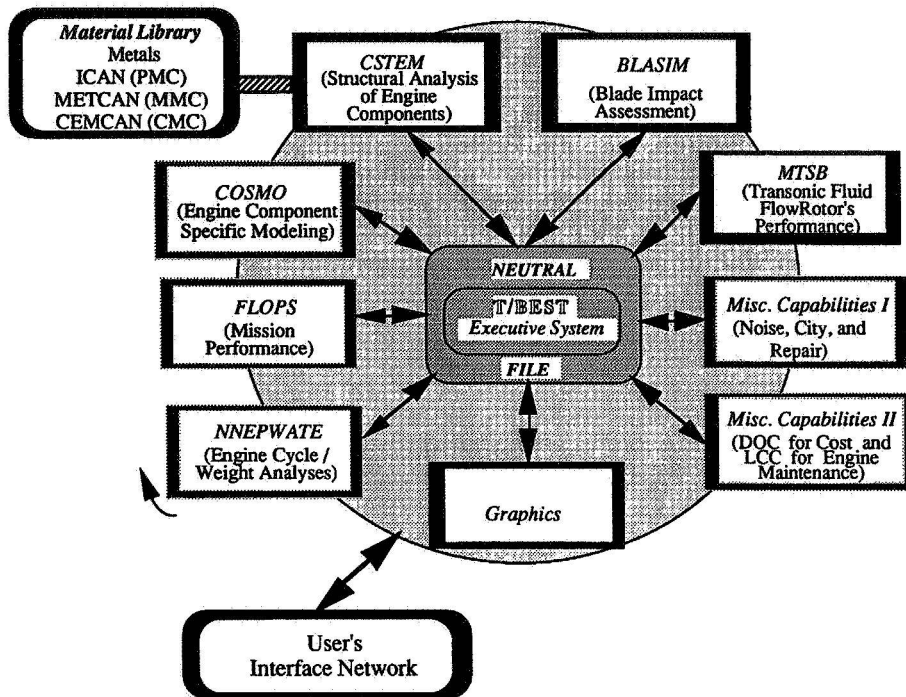 Material Library
Metals
ICAN (PMC)
METCAN (MMC)
CEMCAN (CMC)
CSTEM
(Structural Analysis
of Engine
Components)
BLASIM
(Blade Impact
Assessment)
COSMO
(Engine Component
Specific Modeling)
MTSB
(Transonic Fluid
FlowRotor's
Performance)
NEUTRAL
T/BEST
Executive System
FILE
FLOPS
(Mission
Performance)
Misc. Capabilities I
(Noise, City, and
Repair)
NNEPWATE
(Engine Cycle /
Weight Analyses)
Misc. Capabilities II
(DOC for Cost and
LCC for Engine
Maintenance)
Graphics
User's
Interface Network